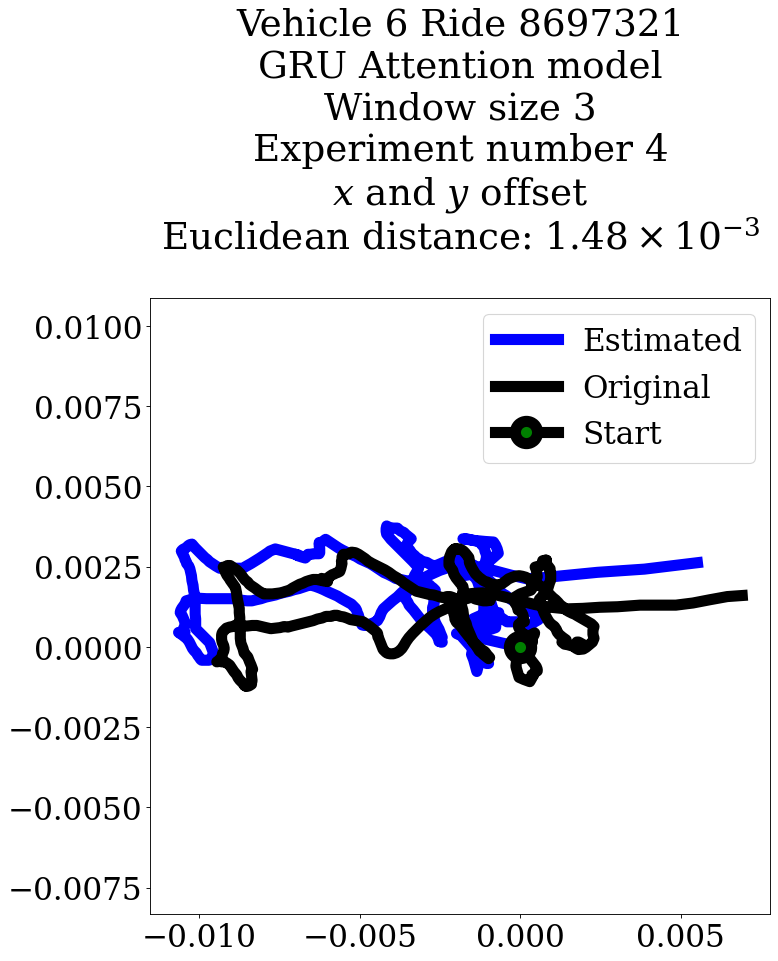 Vehicle 6 Ride 8697321
GRU Attention model
Window size 3
Experiment number 4
x and y offset
Euclidean distance: 1.48 × 10⁻³
Estimated
Original
Start
0.0100
0.0075
0.0050
0.0025
0.0000
−0.0025
−0.0050
−0.0075
−0.010 −0.005 0.000 0.005